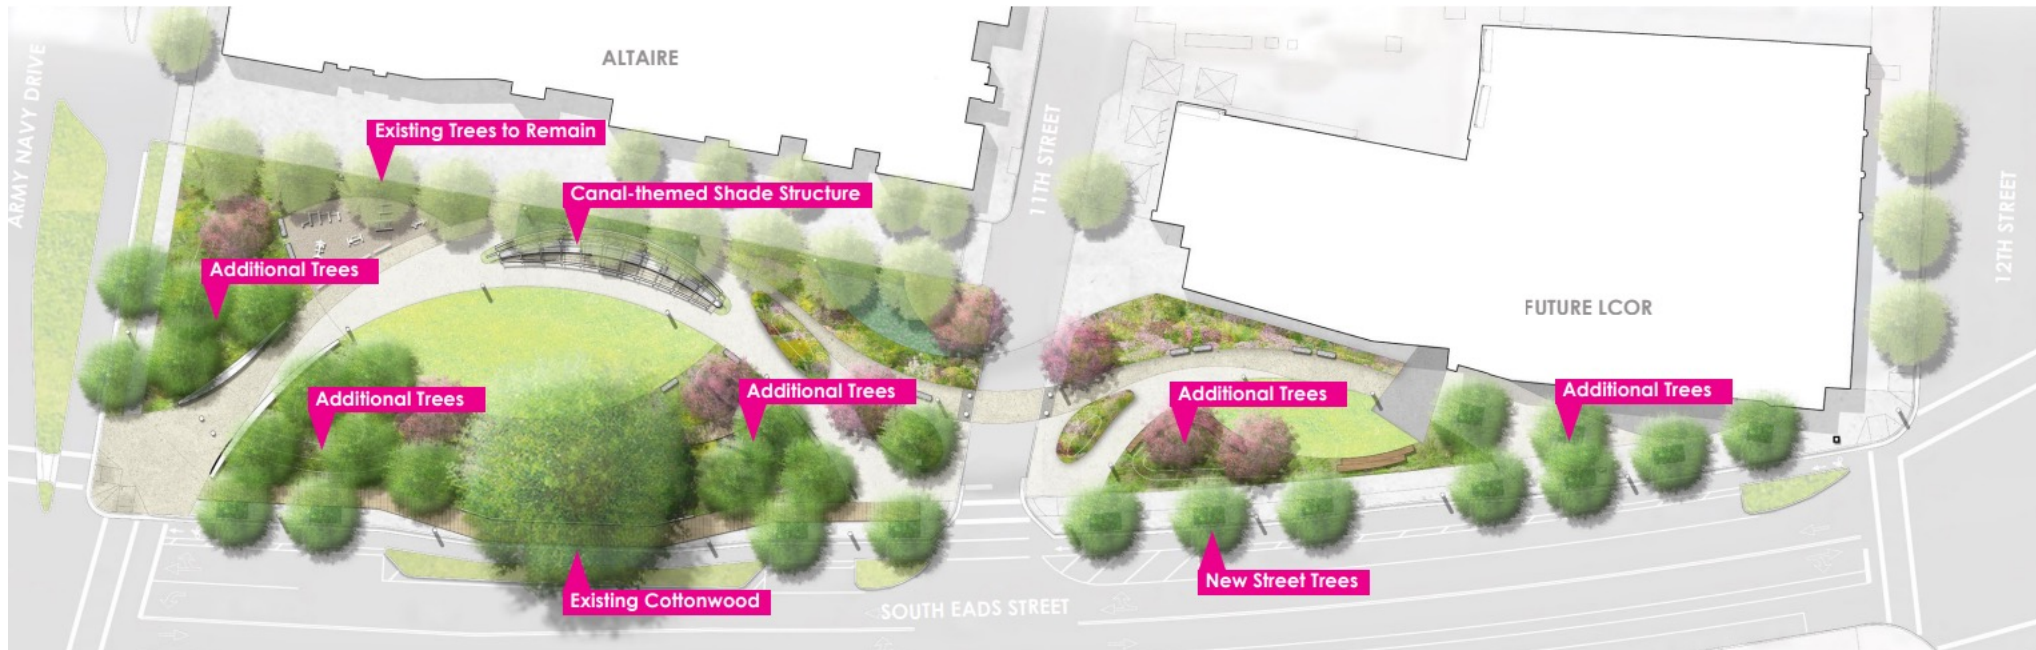 ARMY NAVY DRIVE
ALTAIRE
Existing Trees to Remain
Canal-themed Shade Structure
11TH STREET
12TH STREET
Additional Trees
FUTURE LCOR
Additional Trees
Additional Trees
Additional Trees
Additional Trees
New Street Trees
Existing Cottonwood
SOUTH EADS STREET